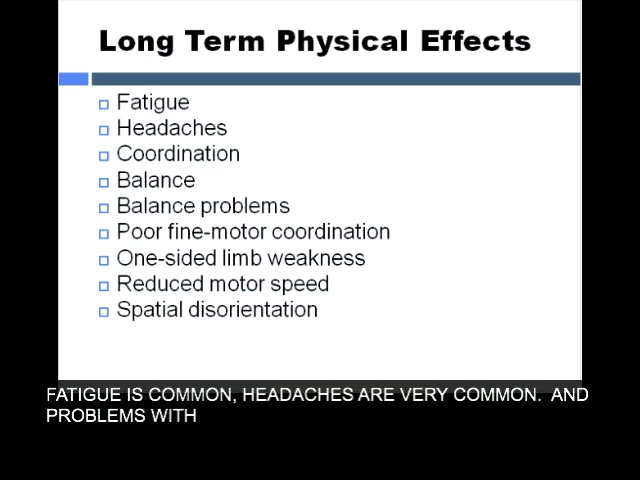 Long Term Physical Effects
Fatigue
Headaches
Coordination
Balance
Balance problems
Poor fine-motor coordination
One-sided limb weakness
Reduced motor speed
Spatial disorientation
FATIGUE IS COMMON, HEADACHES ARE VERY COMMON.  AND
PROBLEMS WITH